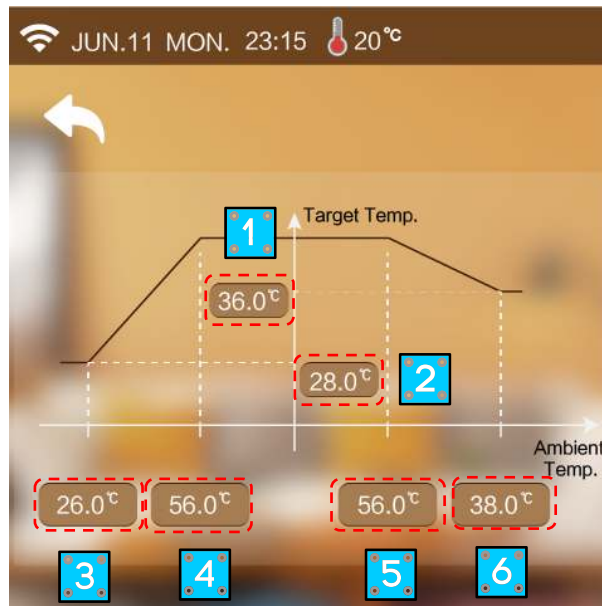 JUN.11 MON. 23:15 20℃
Target Temp.
1
36.0℃
28.0℃
2
Ambient
Temp.
26.0℃ 56.0℃ 56.0℃ 38.0℃
3 4 5 6